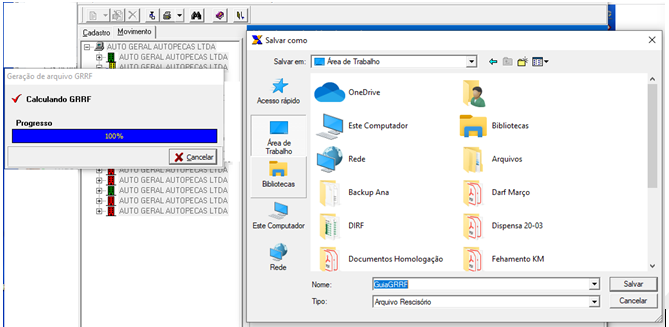 Cadastro Movimento
AUTO GERAL AUTOPECAS LTDA
AUTO GERAL AUTOPECAS LTDA
AUTO GERAL AUTOPECAS LTDA
Geração de arquivo GRRF
Calculando GRRF
Progresso
100%
Cancelar
AUTO GERAL AUTOPECAS LTDA
AUTO GERAL AUTOPECAS LTDA
AUTO GERAL AUTOPECAS LTDA
AUTO GERAL AUTOPECAS LTDA
AUTO GERAL AUTOPECAS LTDA
Salvar como
Salvar em: Área de Trabalho
Acesso rápido
Área de
Trabalho
Bibliotecas
Este Computador
Rede
OneDrive
Este Computador Bibliotecas
Rede Arquivos
Backup Ana Darf Março
DIRF Dispensa 20-03
Documentos Homologação Fehamento KM
Nome: GuiaGRRF Salvar
Tipo: Arquivo Rescisório Cancelar